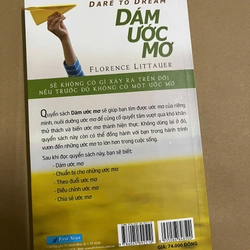 DARE TO DREAM
DÁM
ƯỚC
MƠ
FLORENCE LITTAUER
SẼ KHÔNG CÓ GÌ XẢY RA TRÊN ĐỜI
NẾU TRƯỚC ĐÓ KHÔNG CÓ MỘT ƯỚC MƠ
Quyển sách Dám ước mơ sẽ giúp bạn tìm được ước mơ của riêng
mình, nuôi dưỡng ước mơ để củng cố quyết tâm vượt qua khó khăn
thử thách và biến ước mơ thành hiện thực. Không dừng lại ở đó,
quyển sách này còn có thể đồng hành với bạn trong hành trình
vươn đến những ước mơ to lớn hơn trong cuộc sống.
Sau khi đọc quyển sách này, bạn sẽ biết:
- Dám ước mơ
- Chuẩn bị cho những ước mơ
- Theo đuổi ước mơ
- Điều chỉnh ước mơ
- Chia sẻ ước mơ
First News
GIÁ: 74.000 ĐỒNG